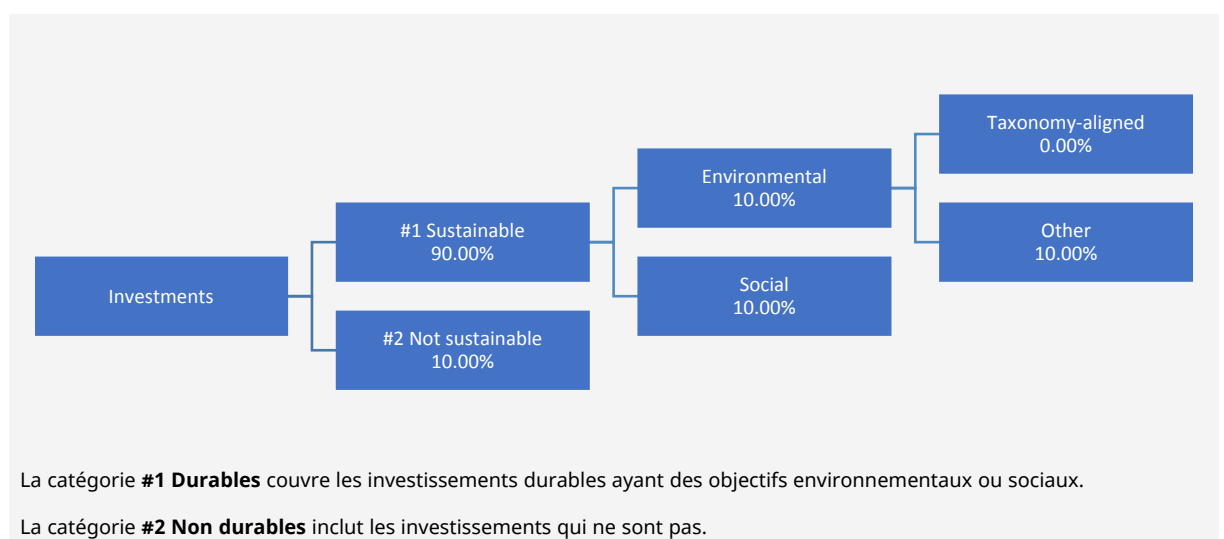 Investments
#1 Sustainable
90.00%
#2 Not sustainable
10.00%
Environmental
10.00%
Social
10.00%
Taxonomy-aligned
0.00%
Other
10.00%
La catégorie #1 Durables couvre les investissements durables ayant des objectifs environnementaux ou sociaux.
La catégorie #2 Non durables inclut les investissements qui ne sont pas.